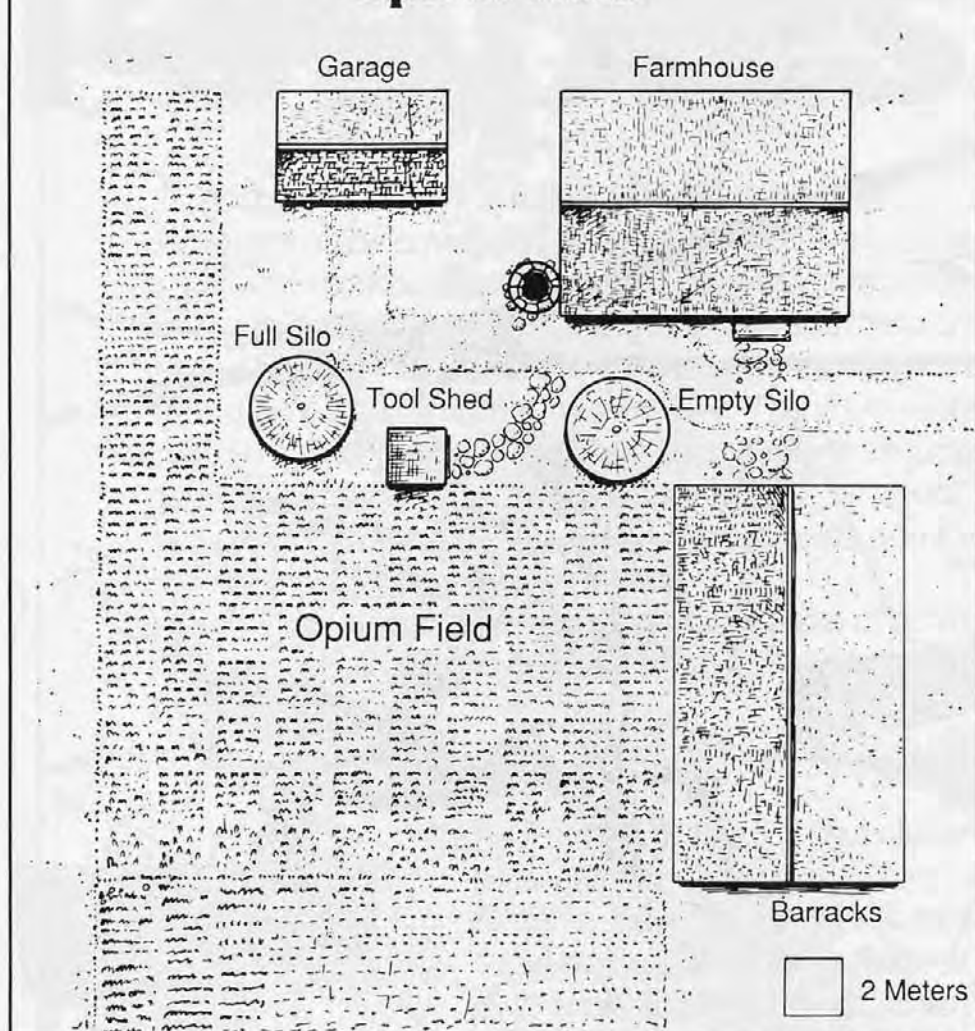 Garage
Farmhouse
Full Silo
Tool Shed
Empty Silo
Opium Field
Barracks
2 Meters